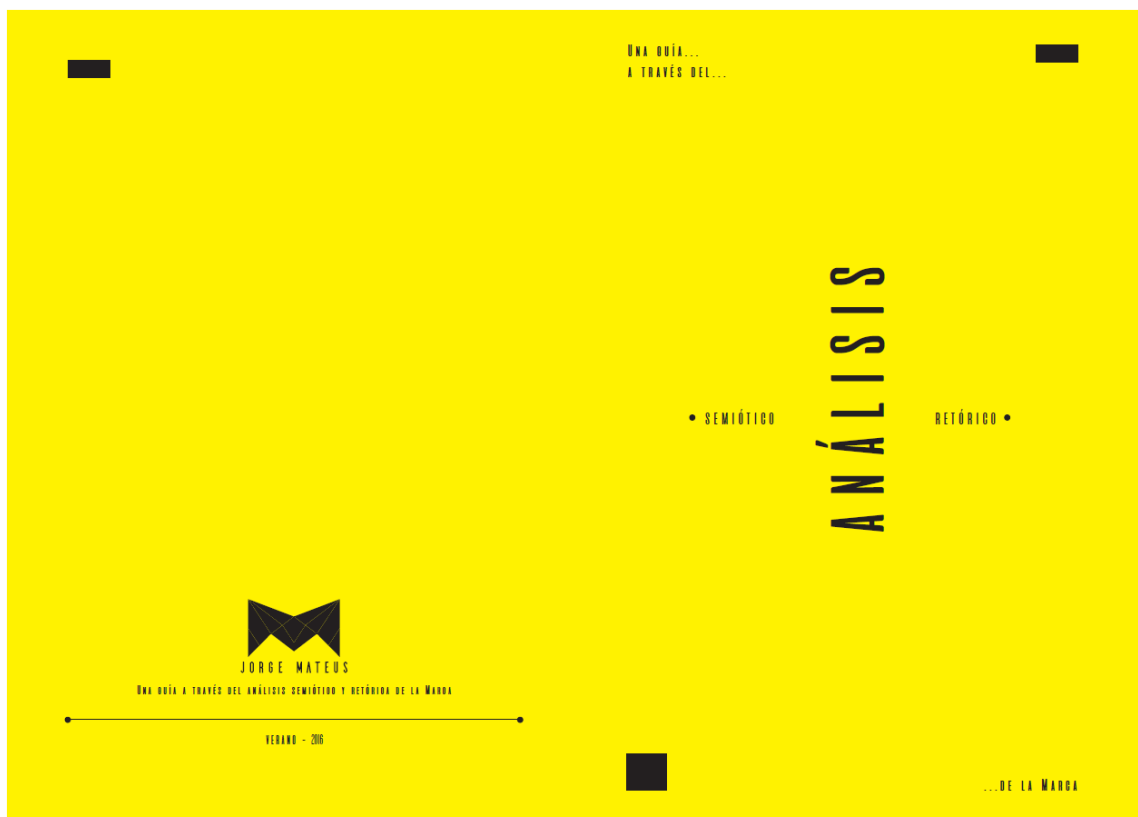 UNA GUÍA...
A TRAVÉS DEL...
ANÁLISIS
• SEMIÓTICO
RETÓRICO •
...DE LA MARCA
JORGE MATEUS
UNA GUÍA A TRAVÉS DEL ANÁLISIS SEMIÓTICO Y RETÓRICA DE LA MARCA
VERANO - 2016